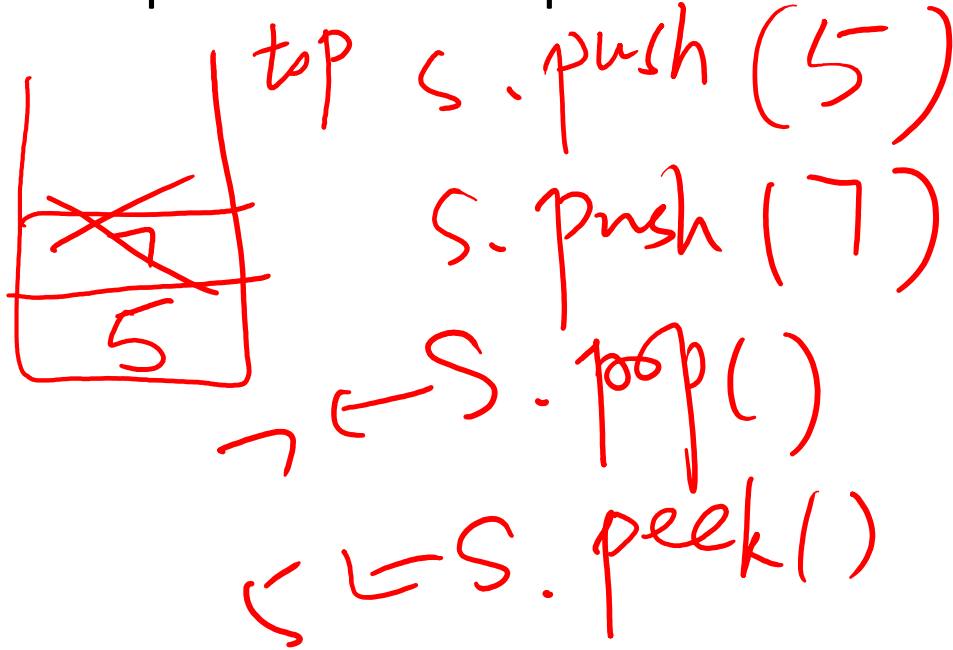 top s.push(5)
s.push(7)
7
5
7 ← s.pop()
5 ← s.peek()